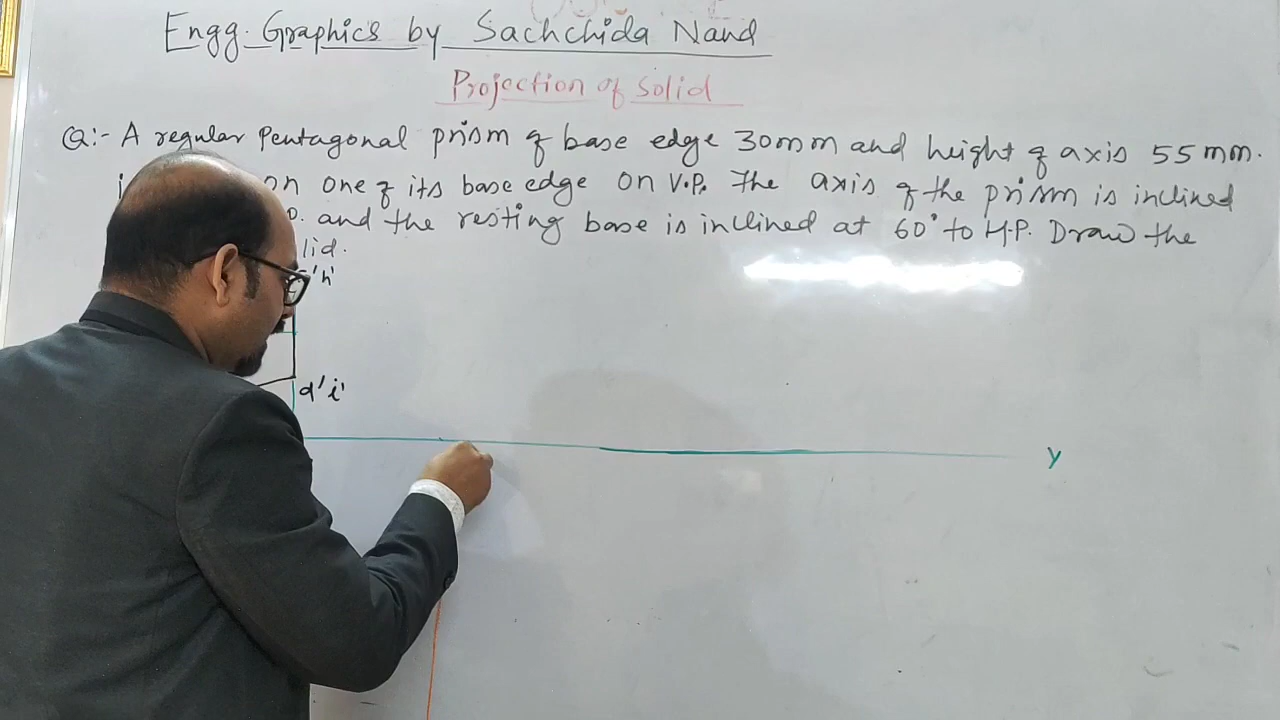 Engg. Graphics by Sachchida Nand
Projection of Solid
Q:- A regular Pentagonal prism of base edge 30mm and height of axis 55mm.
on one of its base edge on V.P. The axis of the prism is inclined
P. and the resting base is inclined at 60° to H.P. Draw the
lid.
h'
d' i'
y